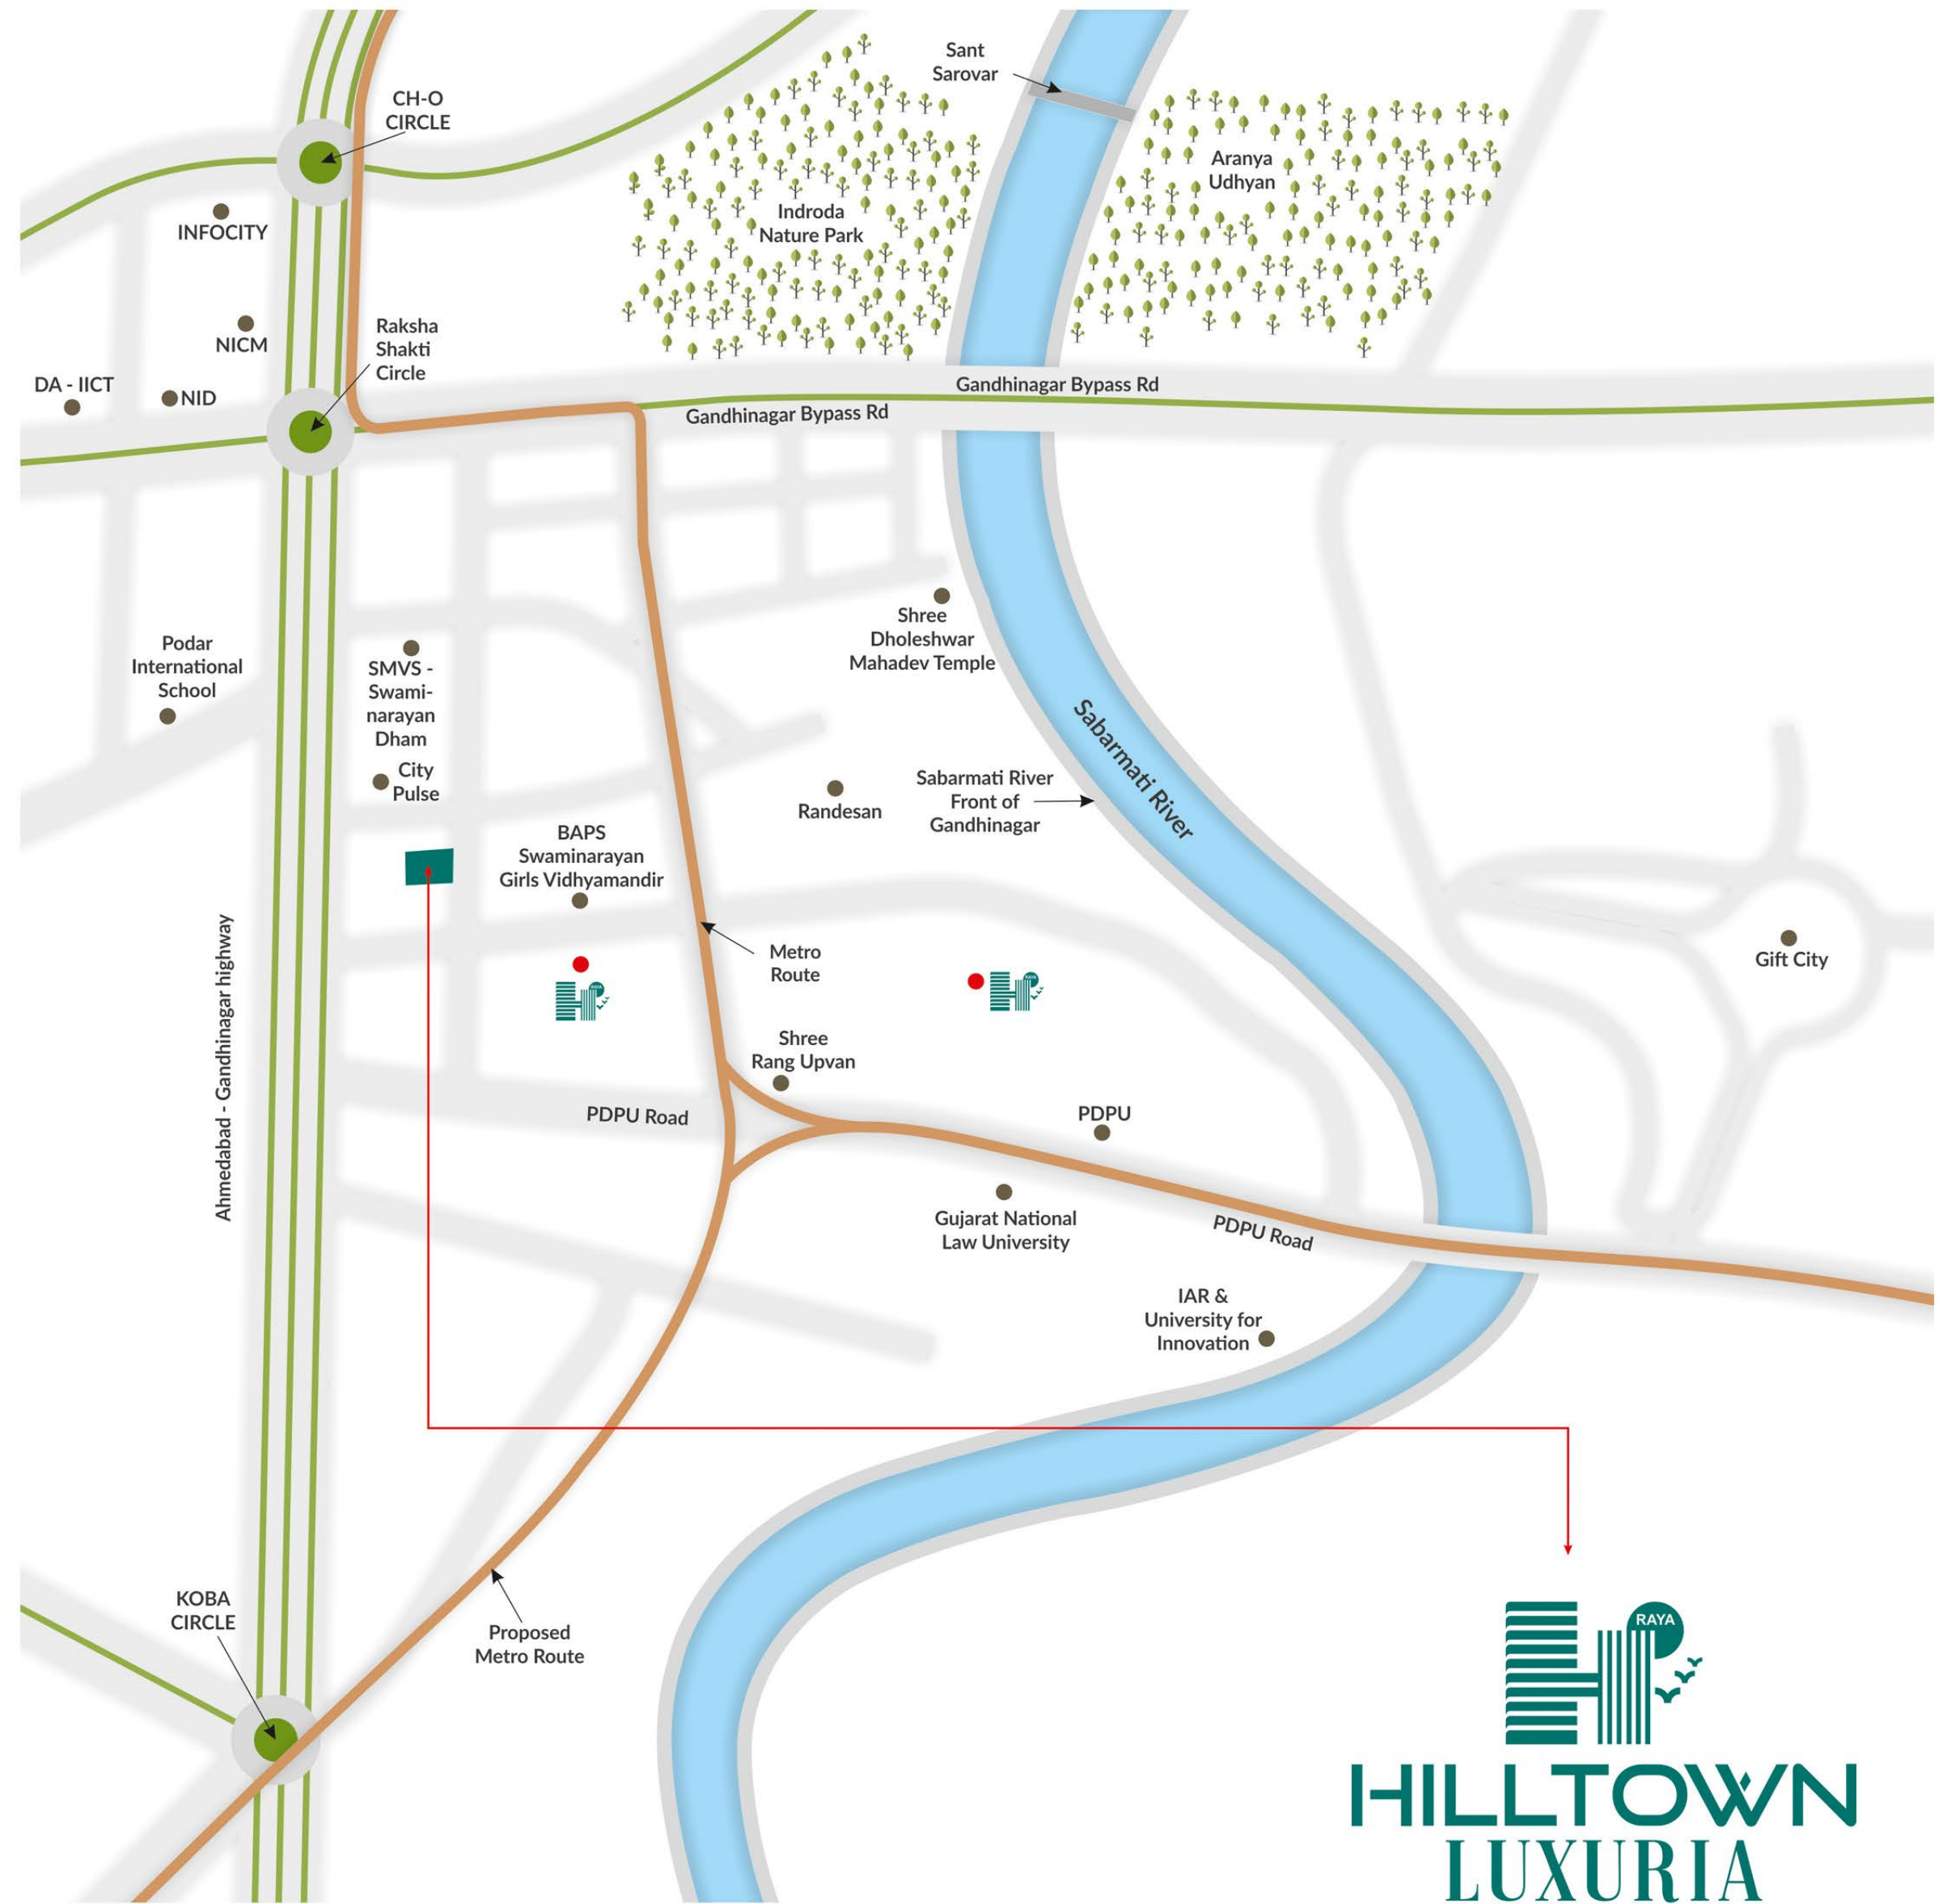 Sant
Sarovar
CH-O
CIRCLE
Aranya
Udhyan
INFOCITY
Indroda
Nature Park
NICM
Raksha
Shakti
Circle
DA - IICT
NID
Gandhinagar Bypass Rd
Gandhinagar Bypass Rd
Shree
Dholeshwar
Mahadev Temple
Podar
International
School
SMVS -
Swami-
narayan
Dham
City
Pulse
Sabarmati River
Sabarmati River
Front of
Gandhinagar
Randesan
BAPS
Swaminarayan
Girls Vidhyamandir
Ahmedabad - Gandhinagar highway
Metro
Route
Gift City
RAYA
RAYA
Shree
Rang Upvan
PDPU Road
PDPU
Gujarat National
Law University
PDPU Road
IAR &
University for
Innovation
KOBA
CIRCLE
Proposed
Metro Route
RAYA
HILLTOWN
LUXURIA